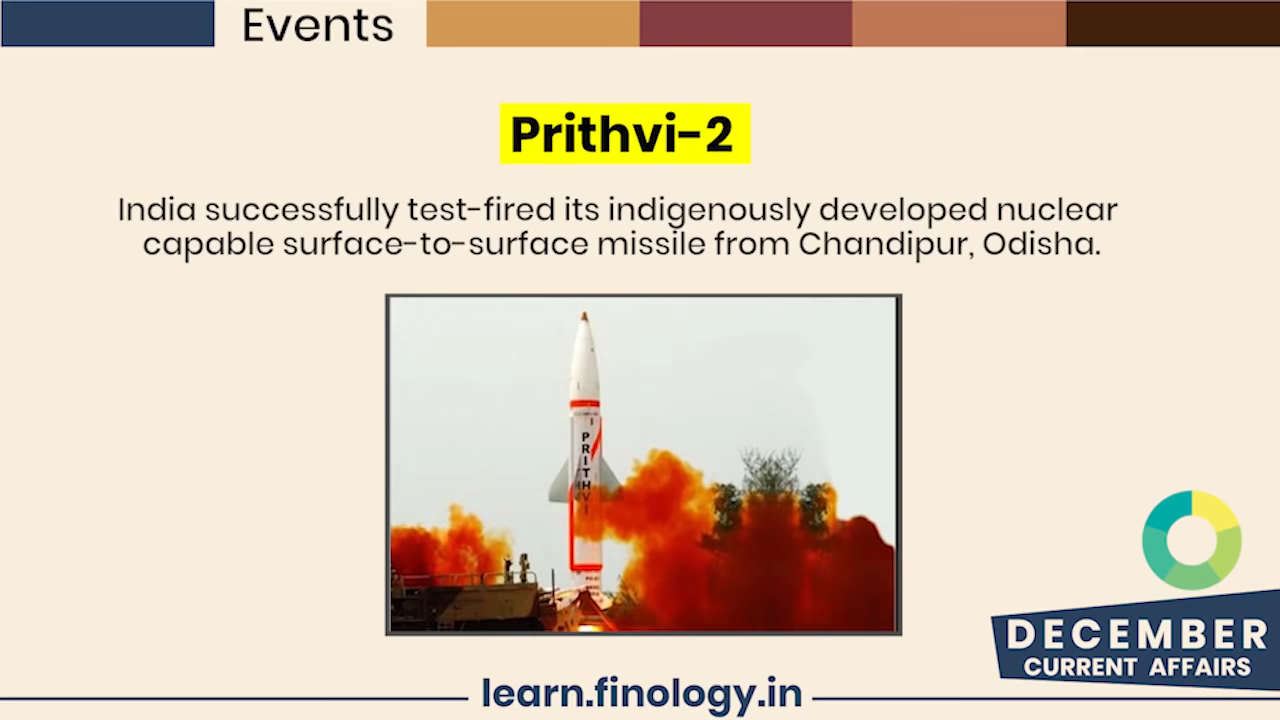 Events
Prithvi-2
India successfully test-fired its indigenously developed nuclear
capable surface-to-surface missile from Chandipur, Odisha.
PRITHVI
DECEMBER
CURRENT AFFAIRS
learn.finology.in